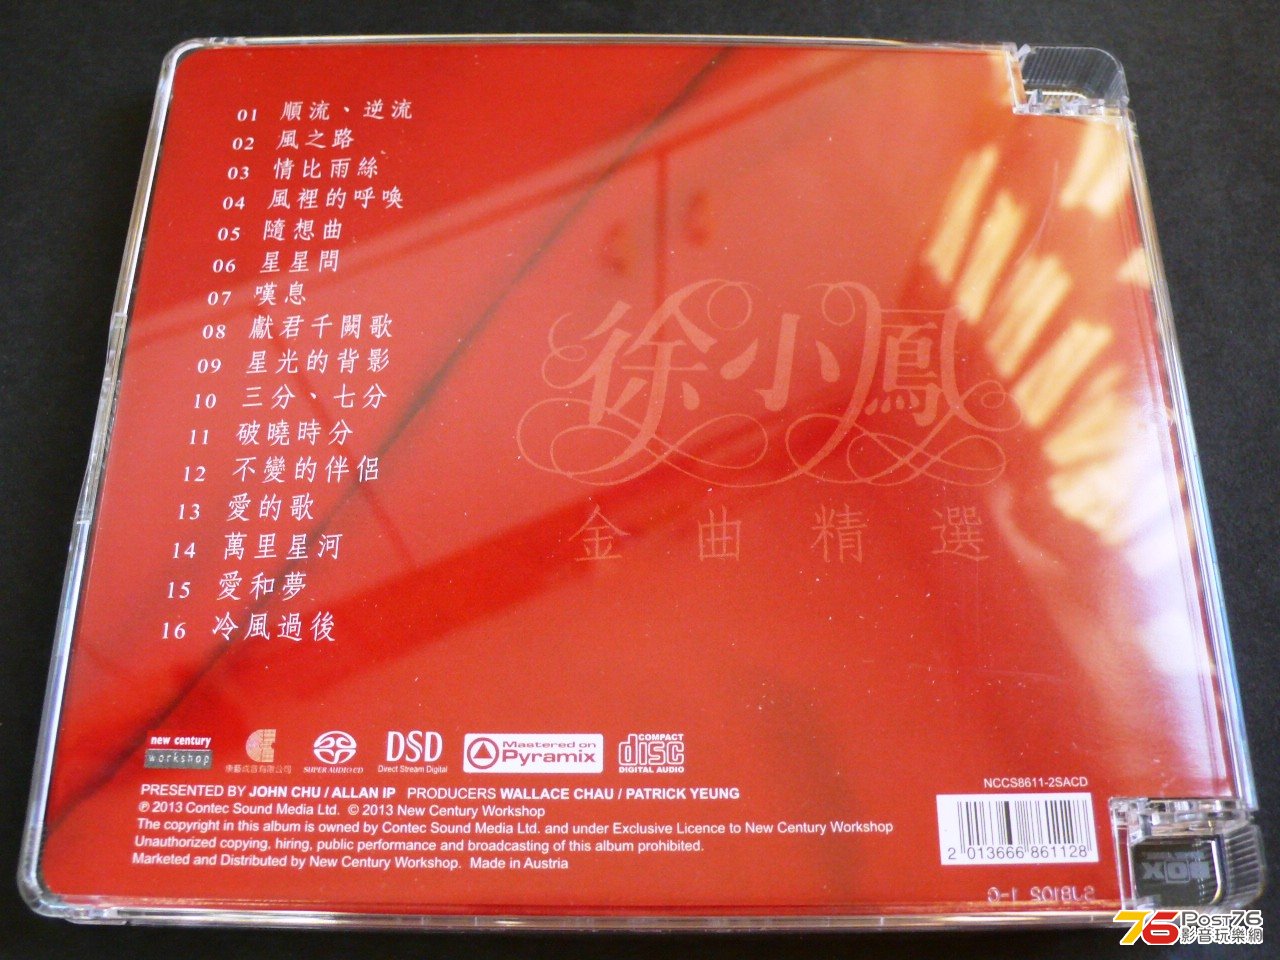 01 順流、逆流
02 風之路
03 情比雨絲
04 風裡的呼喚
05 隨想曲
06 星星問
07 嘆息
08 獻君千闕歌
09 星光的背影
10 三分、七分
11 破曉時分
12 不變的伴侶
13 愛的歌
14 萬里星河
15 愛和夢
16 冷風過後
徐小鳳
金曲精選
new century
workshop
康藝成音有限公司
SUPER AUDIO CD
DSD
Direct Stream Digital
Mastered on
Pyramix
COMPACT
disc
DIGITAL AUDIO
PRESENTED BY JOHN CHU / ALLAN IP PRODUCERS WALLACE CHAU / PATRICK YEUNG
℗ 2013 Contec Sound Media Ltd. © 2013 New Century Workshop
The copyright in this album is owned by Contec Sound Media Ltd. and under Exclusive Licence to New Century Workshop
Unauthorized copying, hiring, public performance and broadcasting of this album prohibited.
Marketed and Distributed by New Century Workshop. Made in Austria
NCCS8611-2SACD
2 013666 861128
76 POST76
影音玩樂網